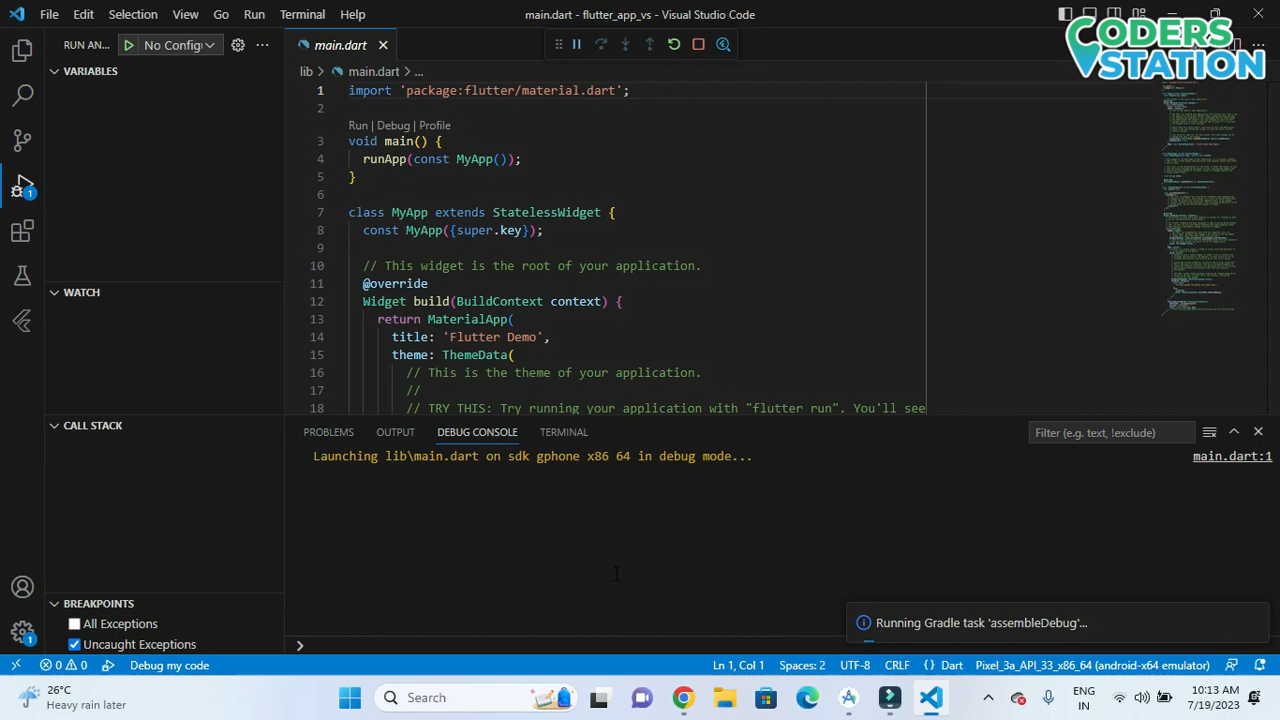 File Edit Selection View Go Run Terminal Help
main.dart - flutter_app_vs - Visual Studio Code
CODERS
STATION
RUN AN... No Config
main.dart
VARIABLES
lib > main.dart > ...
1 import 'package:flutter/material.dart';
2
Run | Debug | Profile
3 void main() {
4 runApp(const MyApp());
5 }
6
7 class MyApp extends StatelessWidget {
8 const MyApp({super.key});
9
10 // This widget is the root of your application.
11 @override
12 Widget build(BuildContext context) {
13 return MaterialApp(
14 title: 'Flutter Demo',
15 theme: ThemeData(
16 // This is the theme of your application.
17 //
18 // TRY THIS: Try running your application with "flutter run". You'll see
1
WATCH
CALL STACK
PROBLEMS OUTPUT DEBUG CONSOLE TERMINAL
Filter (e.g. text, !exclude)
Launching lib\main.dart on sdk gphone x86 64 in debug mode...
main.dart:1
BREAKPOINTS
All Exceptions
Uncaught Exceptions
1
Running Gradle task 'assembleDebug'...
0 0 Debug my code
Ln 1, Col 1 Spaces: 2 UTF-8 CRLF {} Dart Pixel_3a_API_33_x86_64 (android-x64 emulator)
26°C
Heavy rain later
Search
ENG
IN
10:13 AM
7/19/2023